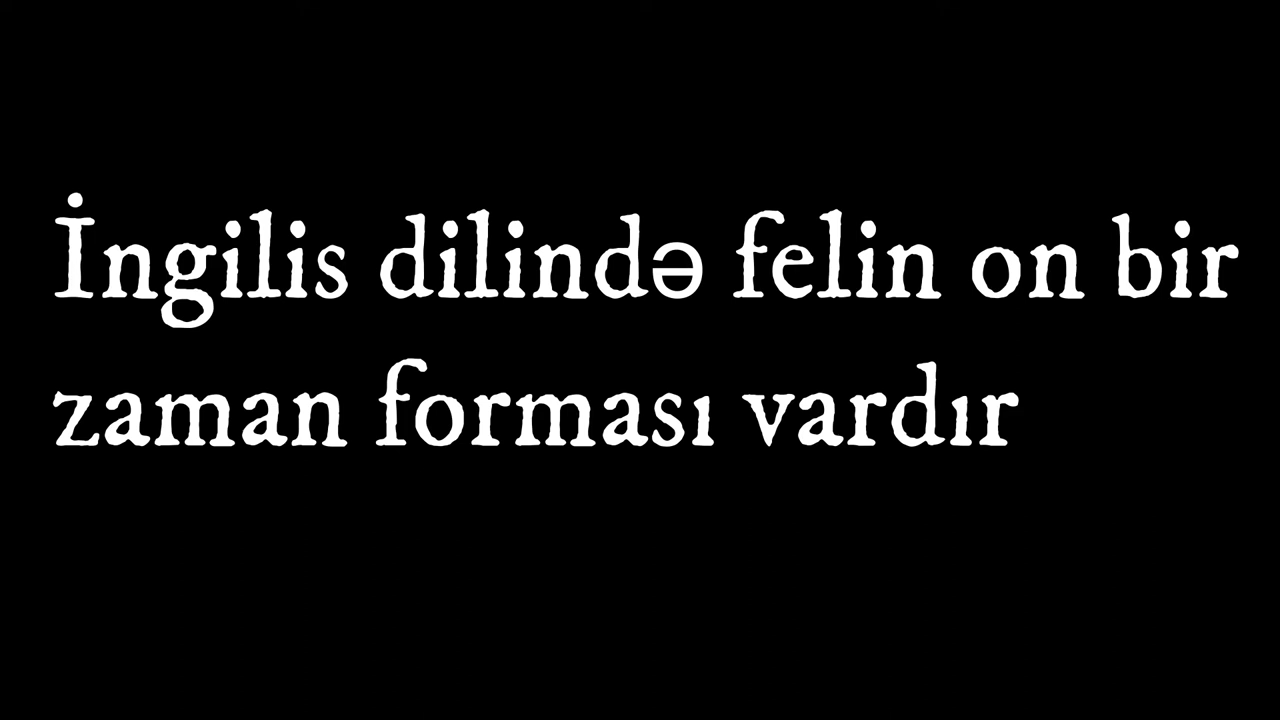 İngilis dilində felin on bir
zaman forması vardır